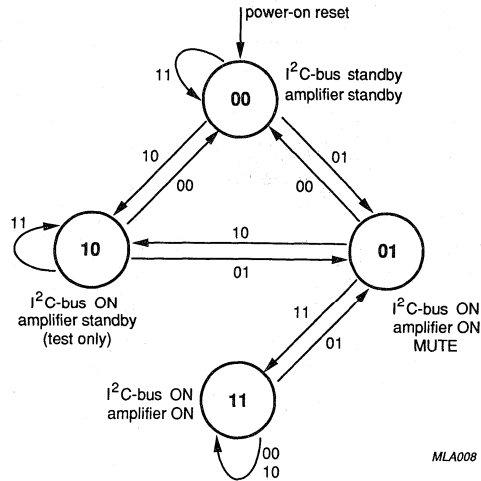 power-on reset
11
00
I²C-bus standby
amplifier standby
10
00
01
00
11
10
10
01
01
I²C-bus ON
amplifier standby
(test only)
I²C-bus ON
amplifier ON
MUTE
11
01
I²C-bus ON
amplifier ON
11
00
10
MLA008